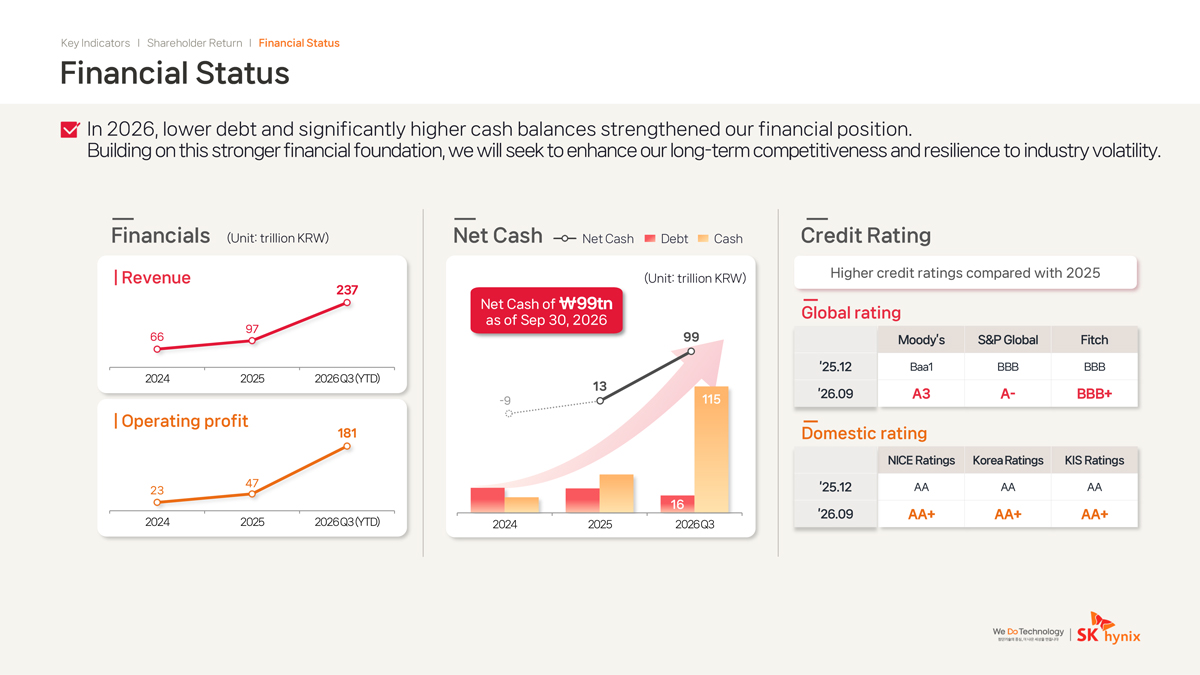 Key Indicators | Shareholder Return | Financial Status
Financial Status
In 2026, lower debt and significantly higher cash balances strengthened our financial position.
Building on this stronger financial foundation, we will seek to enhance our long-term competitiveness and resilience to industry volatility.
Financials (Unit: trillion KRW)
| Revenue
66 97 237
2024 2025 2026 Q3 (YTD)
| Operating profit
23 47 181
2024 2025 2026 Q3 (YTD)
Net Cash Net Cash Debt Cash
(Unit: trillion KRW)
Net Cash of ₩99tn
as of Sep 30, 2026
-9 13 99
115
16
2024 2025 2026 Q3
Credit Rating
Higher credit ratings compared with 2025
Global rating
Moody's S&P Global Fitch
'25.12 Baa1 BBB BBB
'26.09 A3 A- BBB+
Domestic rating
NICE Ratings Korea Ratings KIS Ratings
'25.12 AA AA AA
'26.09 AA+ AA+ AA+
We Do Technology | SK hynix